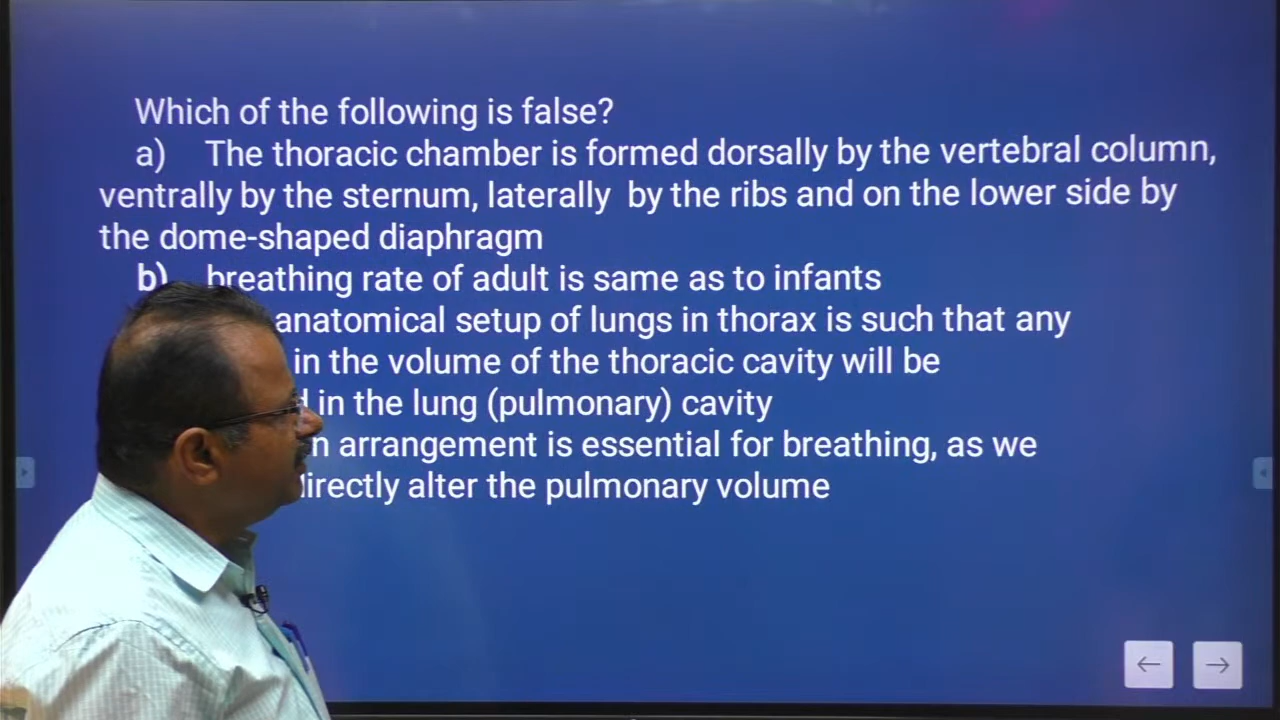 Which of the following is false?
a) The thoracic chamber is formed dorsally by the vertebral column,
ventrally by the sternum, laterally by the ribs and on the lower side by
the dome-shaped diaphragm
b) breathing rate of adult is same as to infants
anatomical setup of lungs in thorax is such that any
in the volume of the thoracic cavity will be
in the lung (pulmonary) cavity
arrangement is essential for breathing, as we
directly alter the pulmonary volume